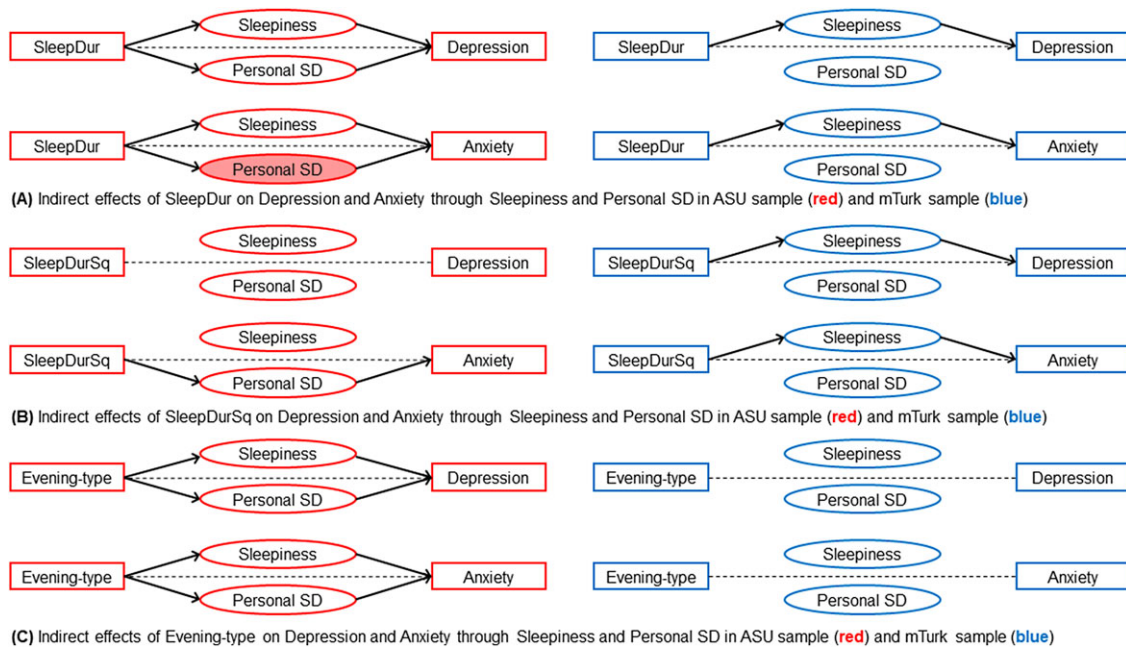 Sleepiness
SleepDur
Depression
Personal SD
Sleepiness
SleepDur
Depression
Personal SD
Sleepiness
SleepDur
Anxiety
Personal SD
Sleepiness
SleepDur
Anxiety
Personal SD
(A) Indirect effects of SleepDur on Depression and Anxiety through Sleepiness and Personal SD in ASU sample (red) and mTurk sample (blue)
Sleepiness
SleepDurSq
Depression
Personal SD
Sleepiness
SleepDurSq
Depression
Personal SD
Sleepiness
SleepDurSq
Anxiety
Personal SD
Sleepiness
SleepDurSq
Anxiety
Personal SD
(B) Indirect effects of SleepDurSq on Depression and Anxiety through Sleepiness and Personal SD in ASU sample (red) and mTurk sample (blue)
Sleepiness
Evening-type
Depression
Personal SD
Sleepiness
Evening-type
Depression
Personal SD
Sleepiness
Evening-type
Anxiety
Personal SD
Sleepiness
Evening-type
Anxiety
Personal SD
(C) Indirect effects of Evening-type on Depression and Anxiety through Sleepiness and Personal SD in ASU sample (red) and mTurk sample (blue)